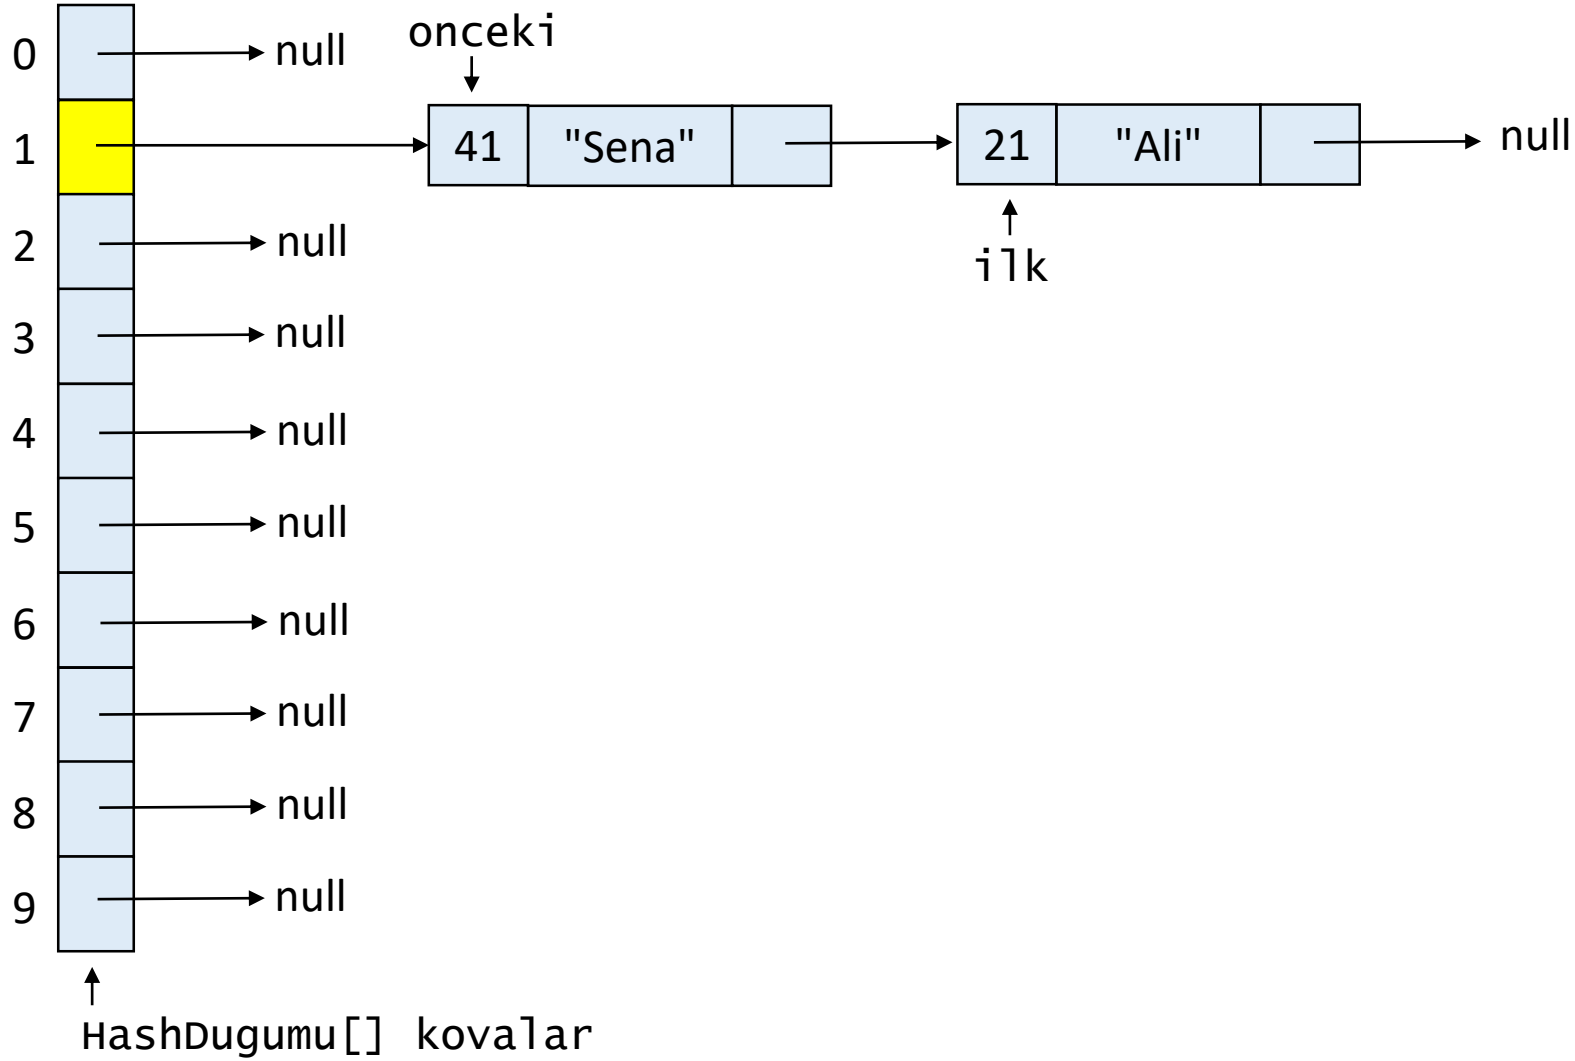 onceki
0 null
1 41 "Sena" 21 "Ali" null
2 null
ilk
3 null
4 null
5 null
6 null
7 null
8 null
9 null
HashDugumu[] kovalar